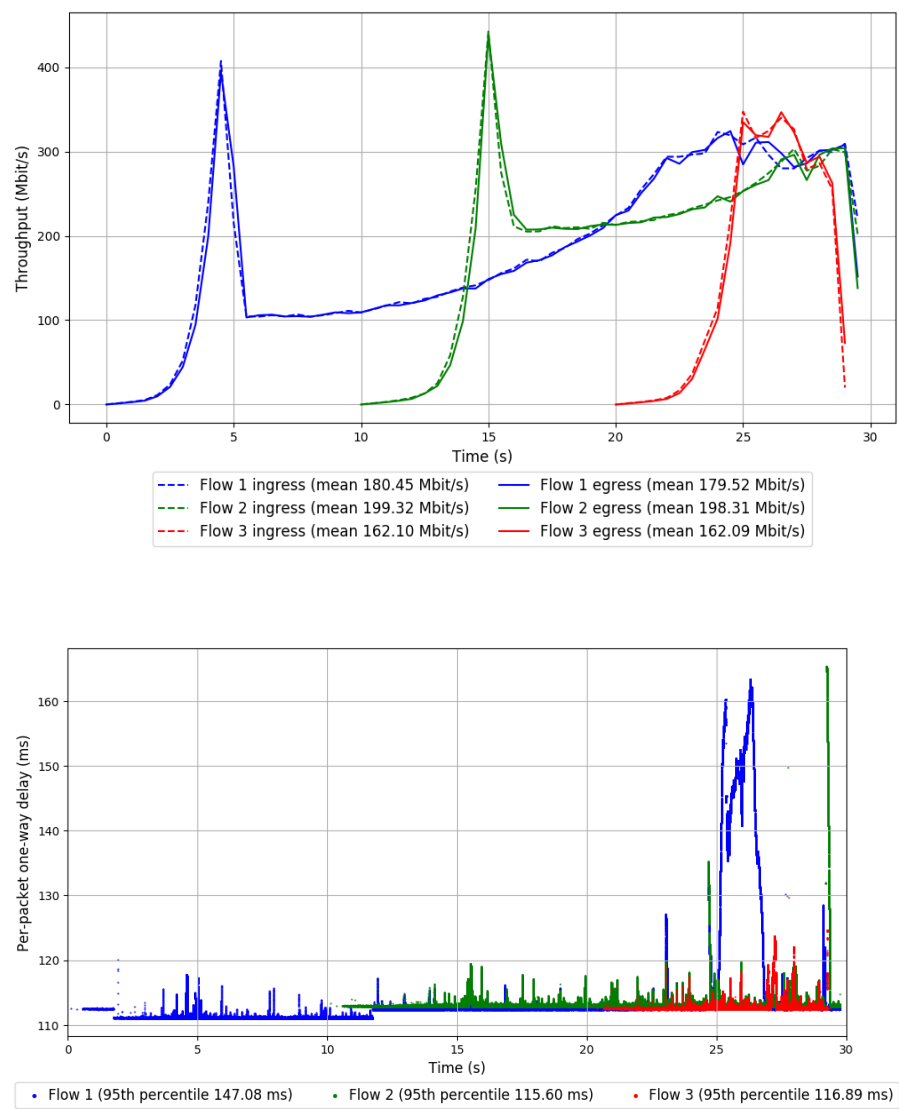 400
300
200
100
0
Throughput (Mbit/s)
0 5 10 15 20 25 30
Time (s)
Flow 1 ingress (mean 180.45 Mbit/s) Flow 1 egress (mean 179.52 Mbit/s)
Flow 2 ingress (mean 199.32 Mbit/s) Flow 2 egress (mean 198.31 Mbit/s)
Flow 3 ingress (mean 162.10 Mbit/s) Flow 3 egress (mean 162.09 Mbit/s)
160
150
140
130
120
110
Per-packet one-way delay (ms)
0 5 10 15 20 25 30
Time (s)
Flow 1 (95th percentile 147.08 ms) Flow 2 (95th percentile 115.60 ms) Flow 3 (95th percentile 116.89 ms)